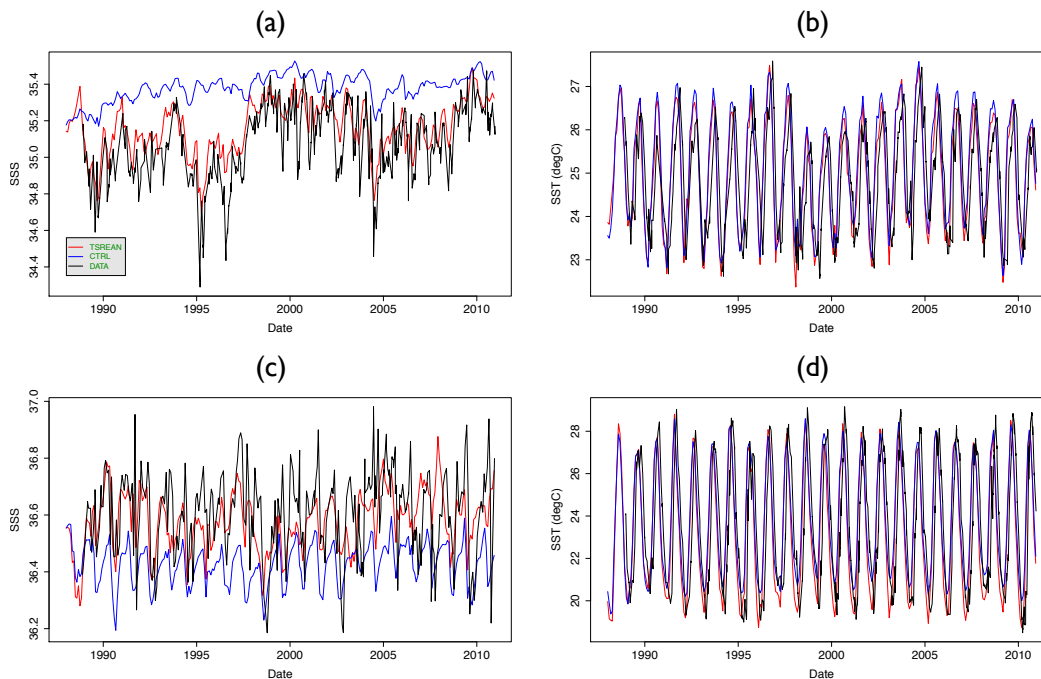 (a)
SSS
35.4
35.2
35.0
34.8
34.6
34.4
TSREAN
CTRL
DATA
1990
1995
2000
2005
2010
Date
(b)
SST (degC)
27
26
25
24
23
1990
1995
2000
2005
2010
Date
(c)
SSS
37.0
36.8
36.6
36.4
36.2
1990
1995
2000
2005
2010
Date
(d)
SST (degC)
28
26
24
22
20
1990
1995
2000
2005
2010
Date